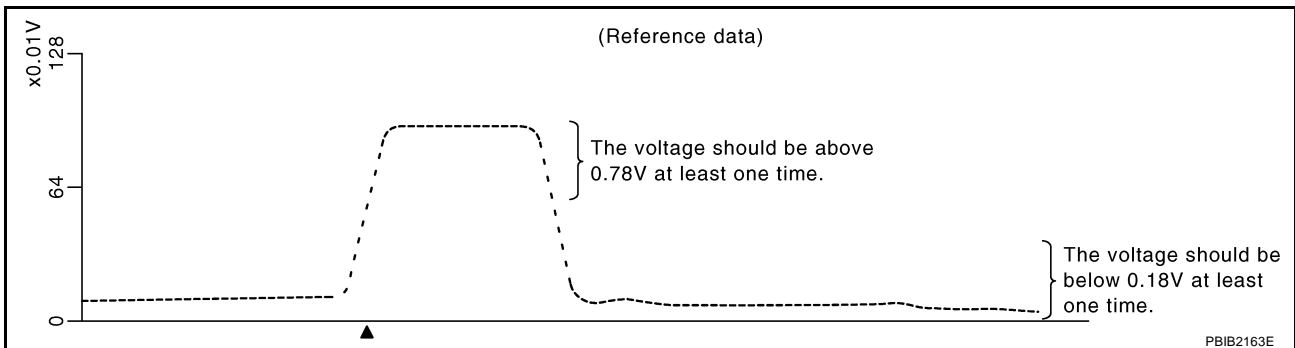 (Reference data)
x0.01V
128
64
0
The voltage should be above
0.78V at least one time.
The voltage should be
below 0.18V at least
one time.
PBIB2163E